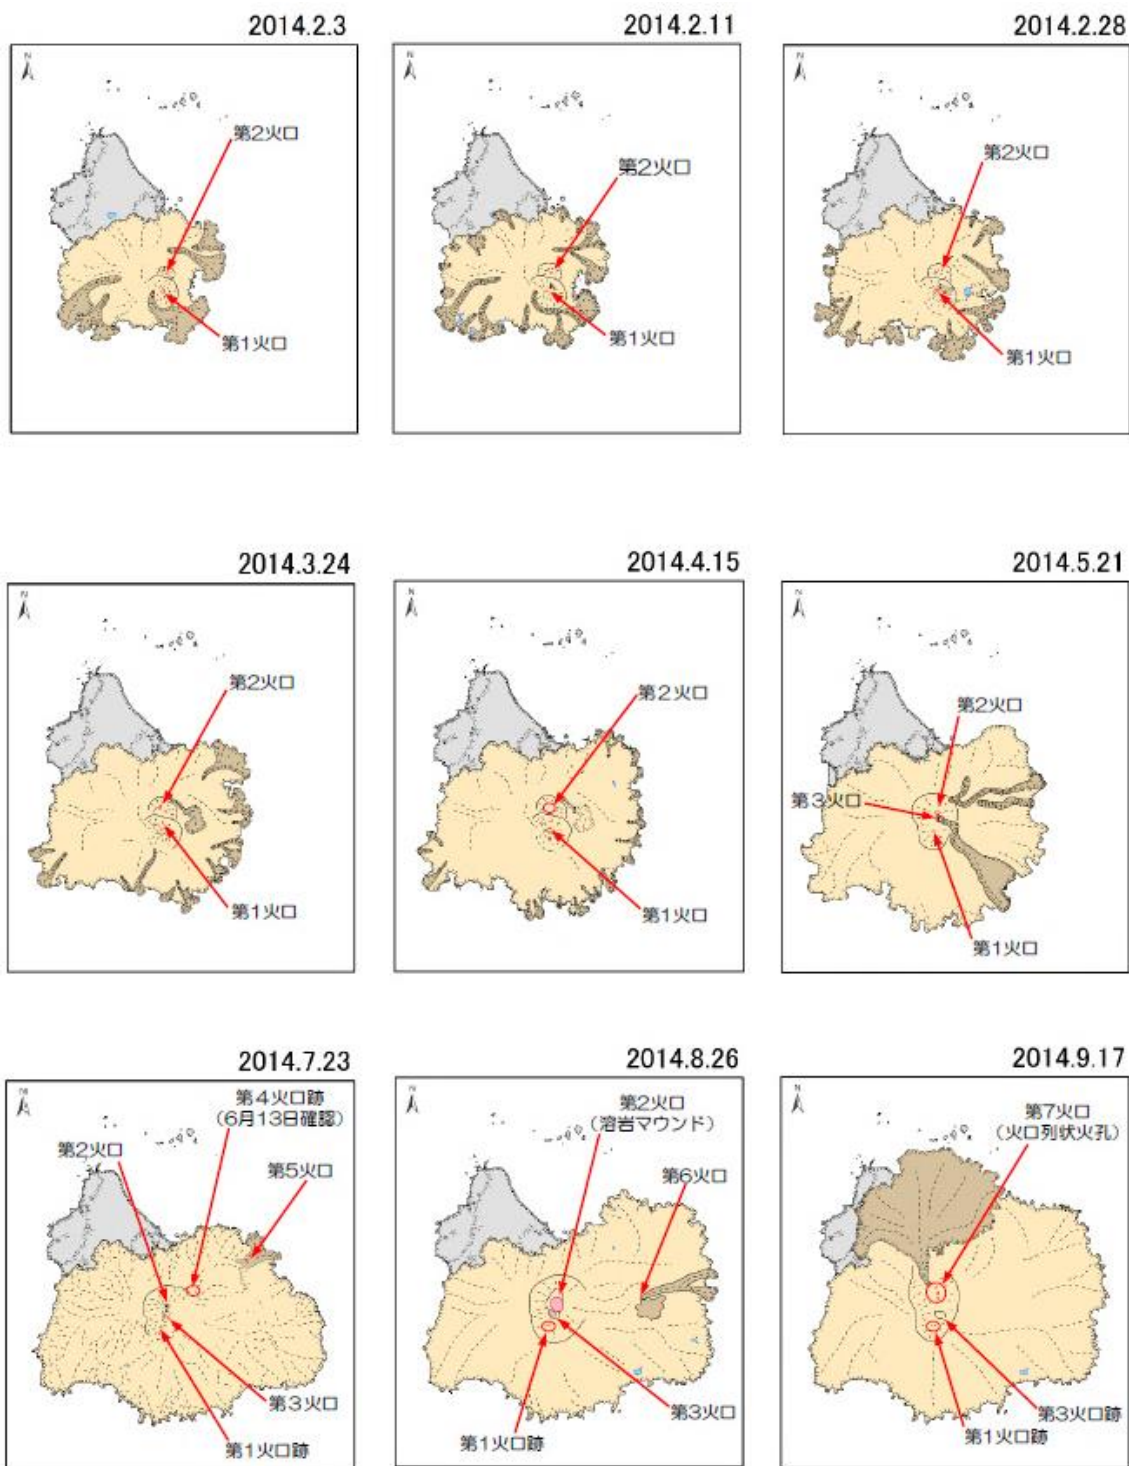 2014.2.3
N
第2火口
第1火口
2014.2.11
N
第2火口
第1火口
2014.2.28
N
第2火口
第1火口
2014.3.24
N
第2火口
第1火口
2014.4.15
N
第2火口
第1火口
2014.5.21
N
第2火口
第3火口
第1火口
2014.7.23
N
第4火口跡
(6月13日確認)
第2火口
第5火口
第3火口
第1火口跡
2014.8.26
N
第2火口
(溶岩マウンド)
第6火口
第3火口
第1火口跡
2014.9.17
N
第7火口
(火口列状火孔)
第3火口跡
第1火口跡